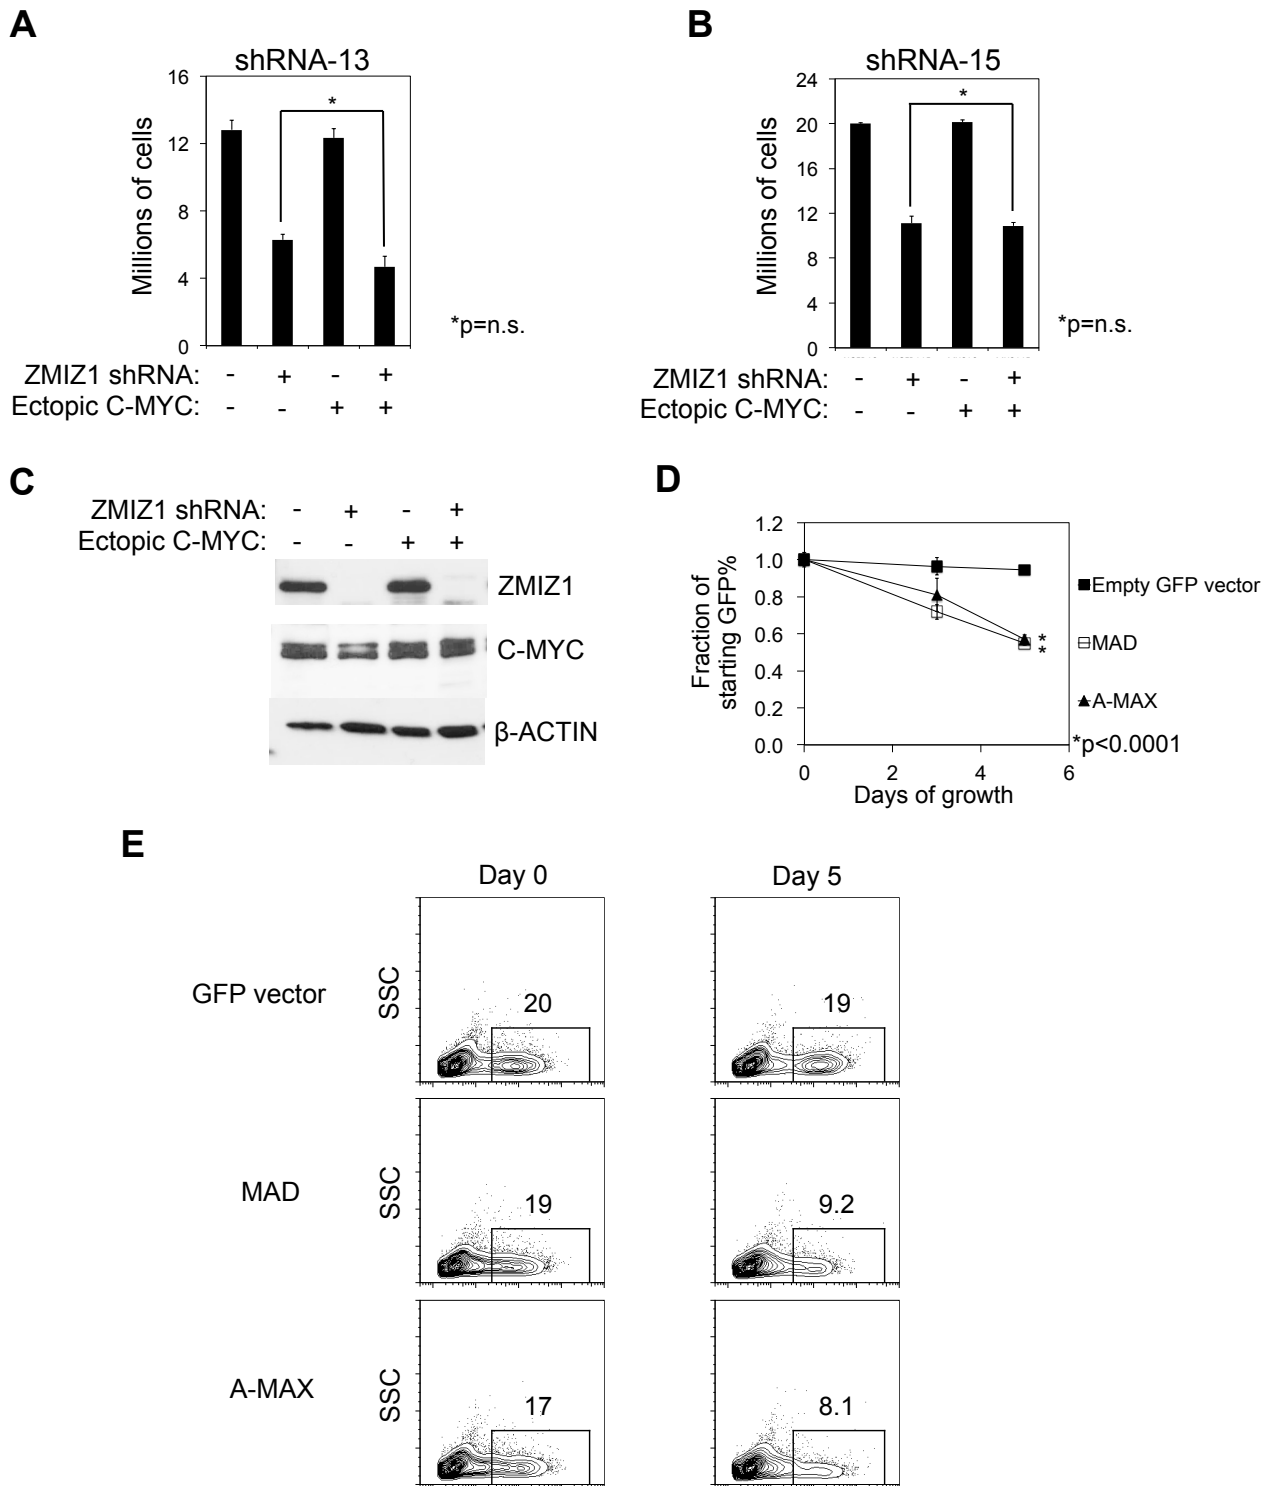 A
shRNA-13
16
12
8
4
0
Millions of cells
*
*p=n.s.
ZMIZ1 shRNA: - + - +
Ectopic C-MYC: - - + +
B
shRNA-15
24
20
16
12
8
4
0
Millions of cells
*
*p=n.s.
ZMIZ1 shRNA: - + - +
Ectopic C-MYC: - - + +
C
ZMIZ1 shRNA: - + - +
Ectopic C-MYC: - - + +
ZMIZ1
C-MYC
β-ACTIN
D
1.2
1.0
0.8
0.6
0.4
0.2
0.0
Fraction of
starting GFP%
0 2 4 6
Days of growth
*
*
Empty GFP vector
MAD
A-MAX
*p<0.0001
E
Day 0 Day 5
GFP vector SSC 20 19
MAD SSC 19 9.2
A-MAX SSC 17 8.1